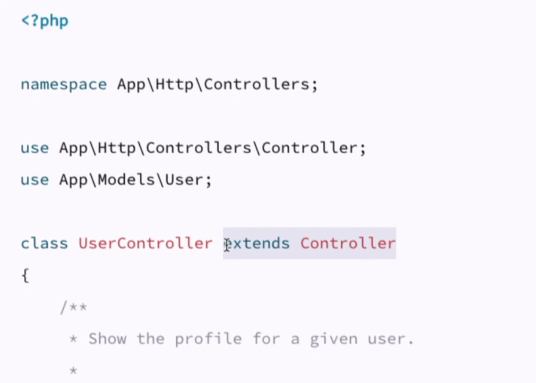 <?php
namespace App\Http\Controllers;
use App\Http\Controllers\Controller;
use App\Models\User;
class UserController extends Controller
{
/**
* Show the profile for a given user.
*